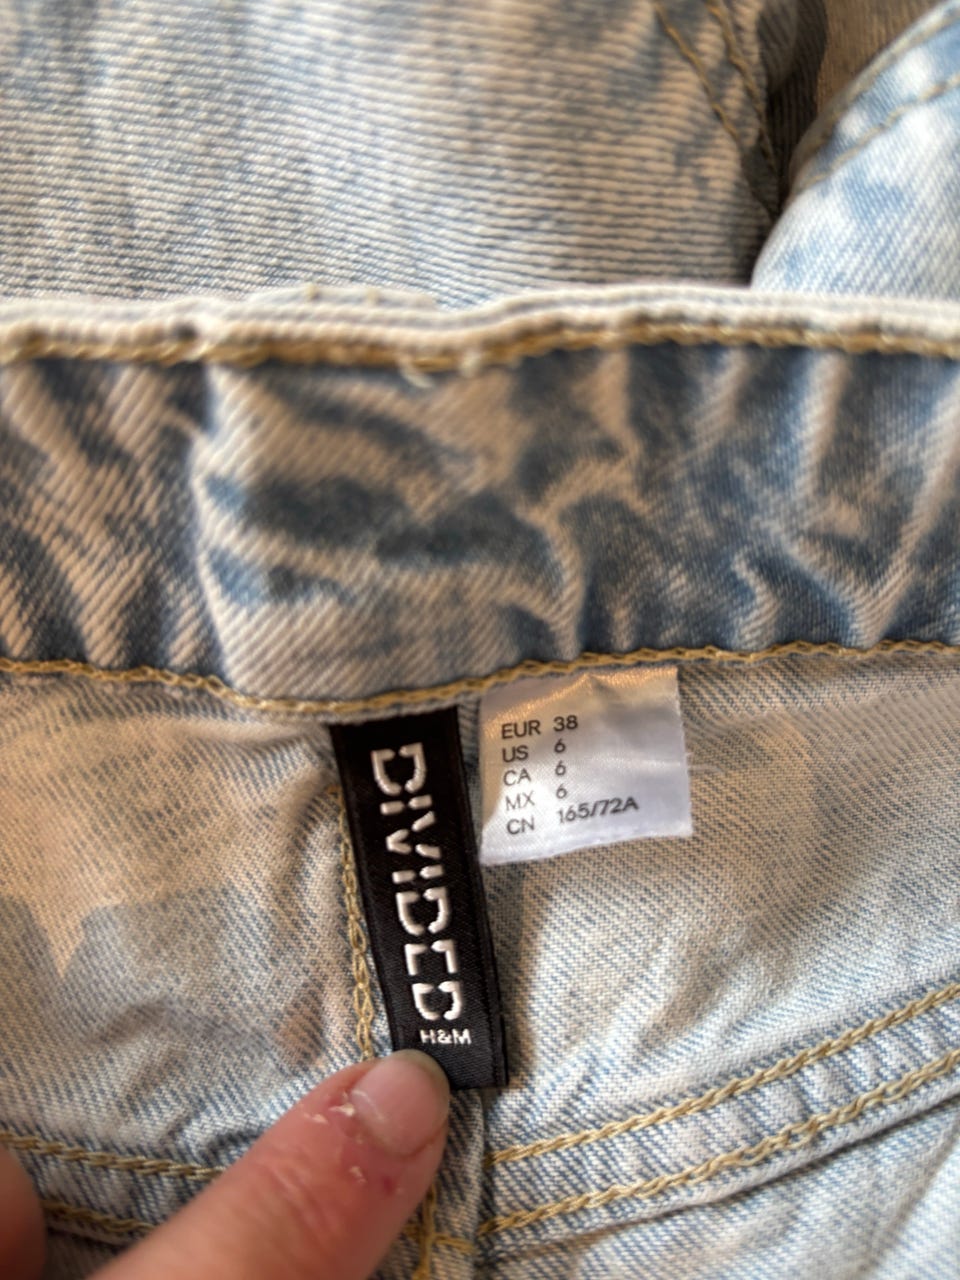 DIVIDED
H&M
EUR 38
US 6
CA 6
MX 6
CN 165/72A